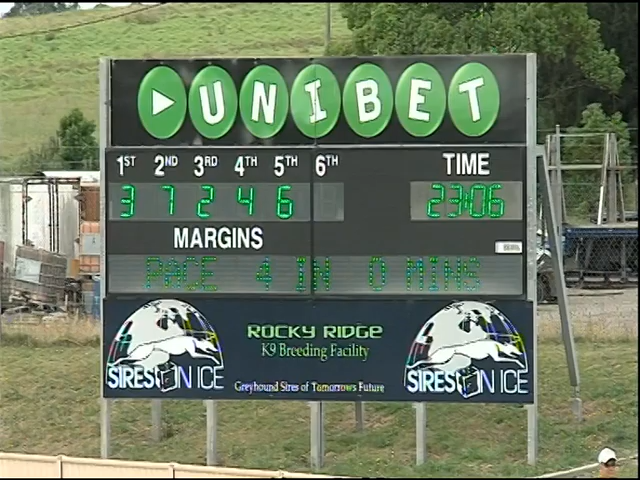 UNIBET
1ST 2ND 3RD 4TH 5TH 6TH TIME
3 7 2 4 6 23:06
MARGINS
RACE 4 IN 0 MINS
ROCKY RIDGE
K9 Breeding Facility
SIRES ON ICE
SIRES ON ICE
Greyhound Sires of Tomorrows Future